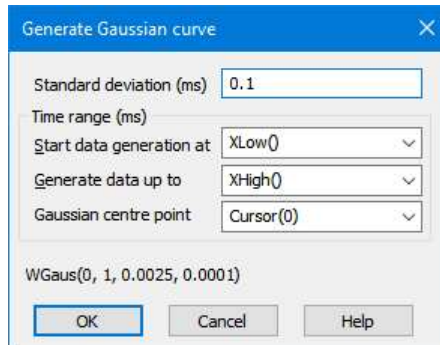 Generate Gaussian curve
Standard deviation (ms) 0.1
Time range (ms)
Start data generation at XLow()
Generate data up to XHigh()
Gaussian centre point Cursor(0)
WGaus(0, 1, 0.0025, 0.0001)
OK Cancel Help